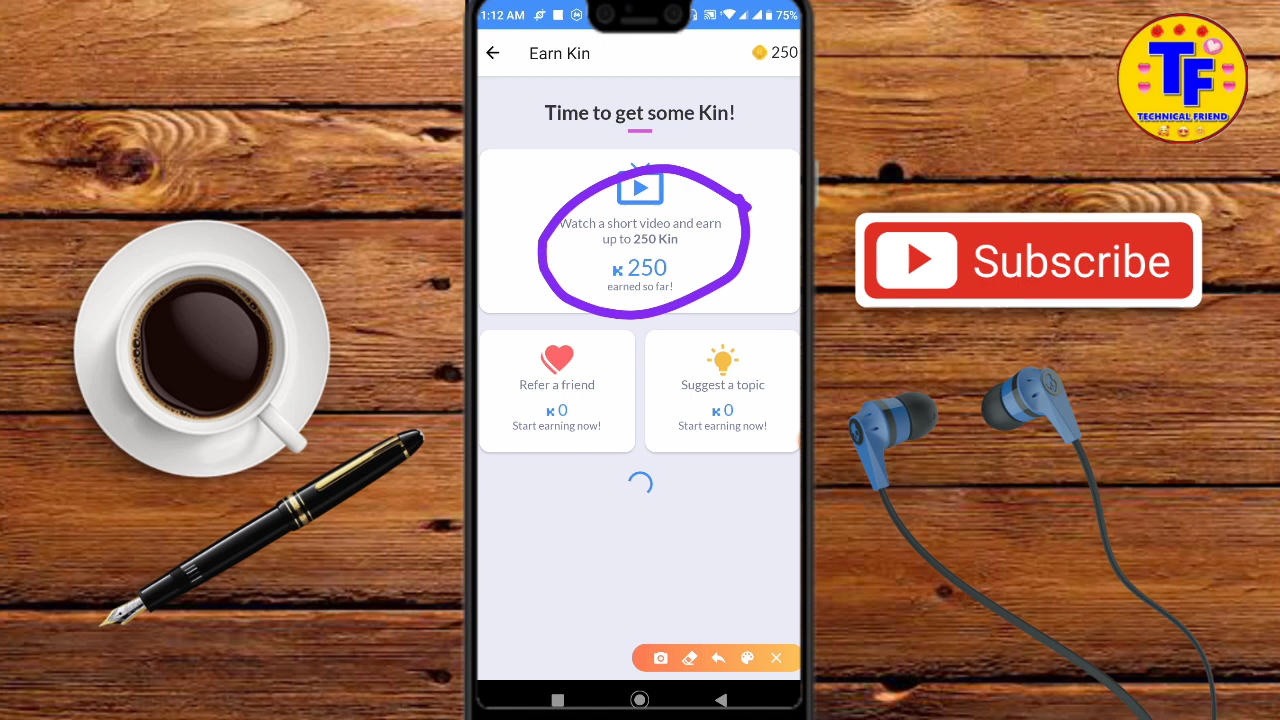 1:12 AM
75%
Earn Kin
250
Time to get some Kin!
Watch a short video and earn
up to 250 Kin
250
earned so far!
Refer a friend
0
Start earning now!
Suggest a topic
0
Start earning now!
TF
TECHNICAL FRIEND
Subscribe